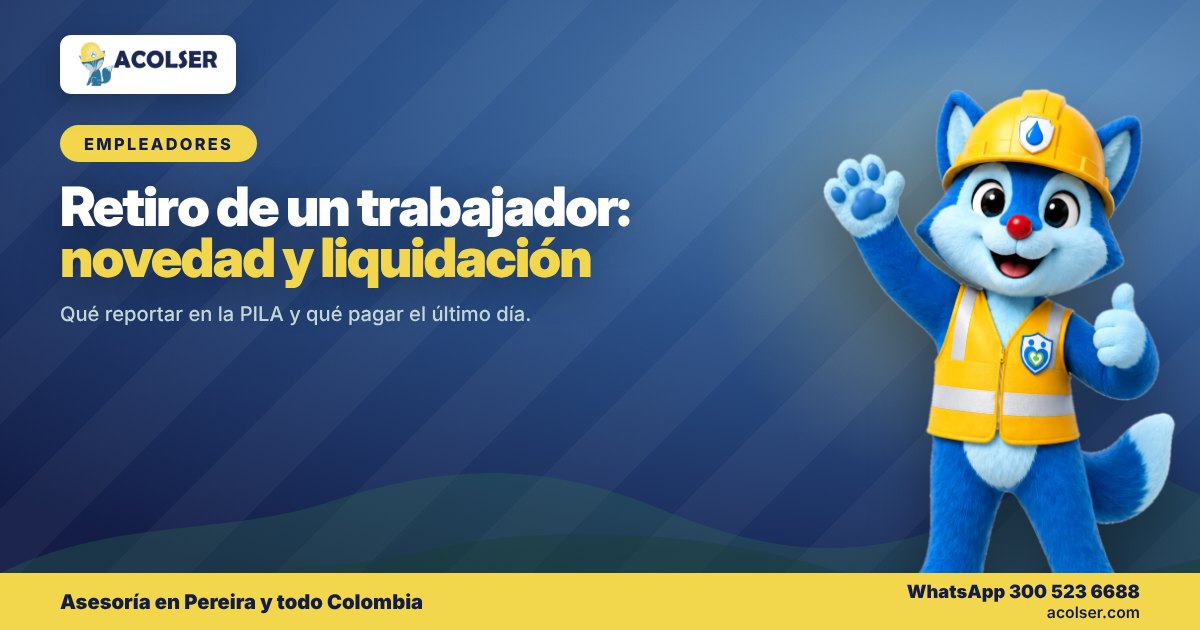 ACOLSER
EMPLEADORES
Retiro de un trabajador:
novedad y liquidación
Qué reportar en la PILA y qué pagar el último día.
Asesoría en Pereira y todo Colombia
WhatsApp 300 523 6688
acolser.com